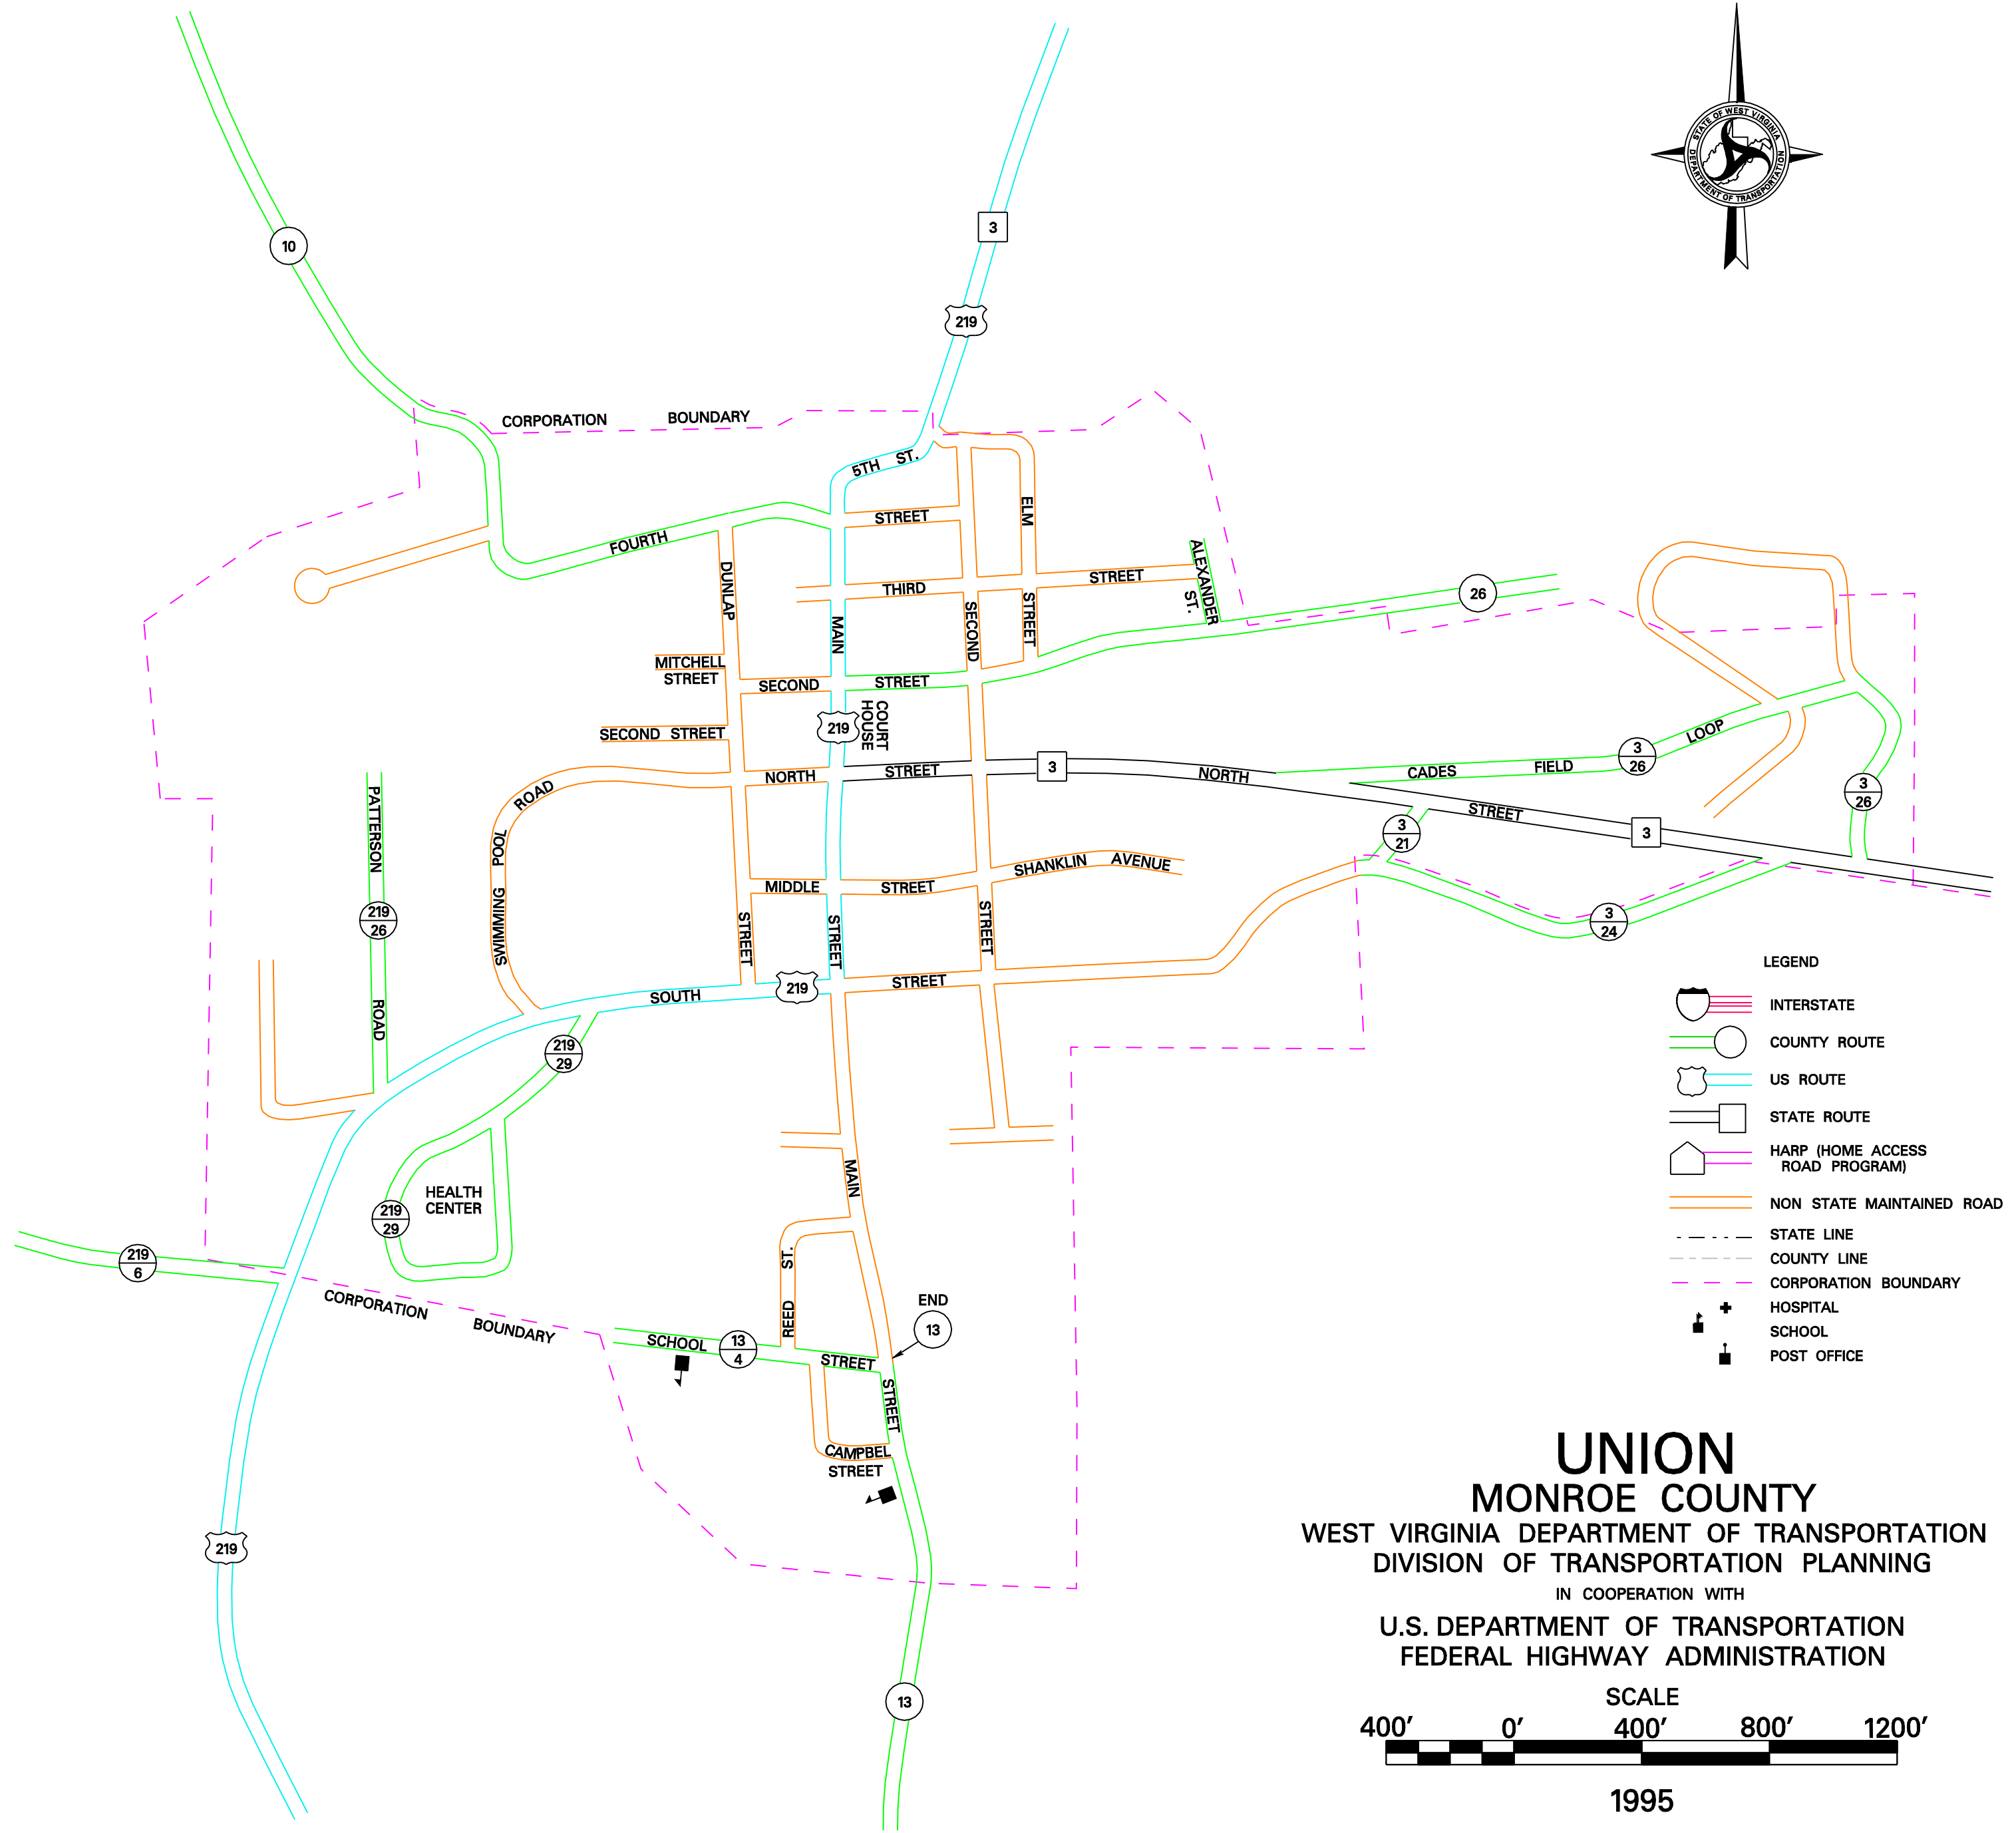 STATE OF WEST VIRGINIA
DEPARTMENT OF TRANSPORTATION
10
3
219
CORPORATION BOUNDARY
5TH ST.
STREET
ELM
FOURTH
DUNLAP
THIRD
STREET
ALEXANDER
ST.
26
MAIN
SECOND
STREET
MITCHELL
STREET
SECOND
STREET
SECOND STREET
219
COURT
HOUSE
NORTH
STREET
3
NORTH
STREET
3
CADES FIELD
LOOP
3
26
3
26
3
21
3
24
ROAD
POOL
SWIMMING
PATTERSON
ROAD
219
26
MIDDLE
STREET
SHANKLIN AVENUE
STREET
STREET
STREET
219
SOUTH
STREET
219
29
HEALTH
CENTER
219
29
219
6
CORPORATION
BOUNDARY
MAIN
REED ST.
END
13
SCHOOL
13
4
STREET
STREET
CAMPBEL
STREET
219
13
LEGEND
INTERSTATE
COUNTY ROUTE
US ROUTE
STATE ROUTE
HARP (HOME ACCESS
ROAD PROGRAM)
NON STATE MAINTAINED ROAD
STATE LINE
COUNTY LINE
CORPORATION BOUNDARY
HOSPITAL
SCHOOL
POST OFFICE
UNION
MONROE COUNTY
WEST VIRGINIA DEPARTMENT OF TRANSPORTATION
DIVISION OF TRANSPORTATION PLANNING
IN COOPERATION WITH
U.S. DEPARTMENT OF TRANSPORTATION
FEDERAL HIGHWAY ADMINISTRATION
SCALE
400' 0' 400' 800' 1200'
1995